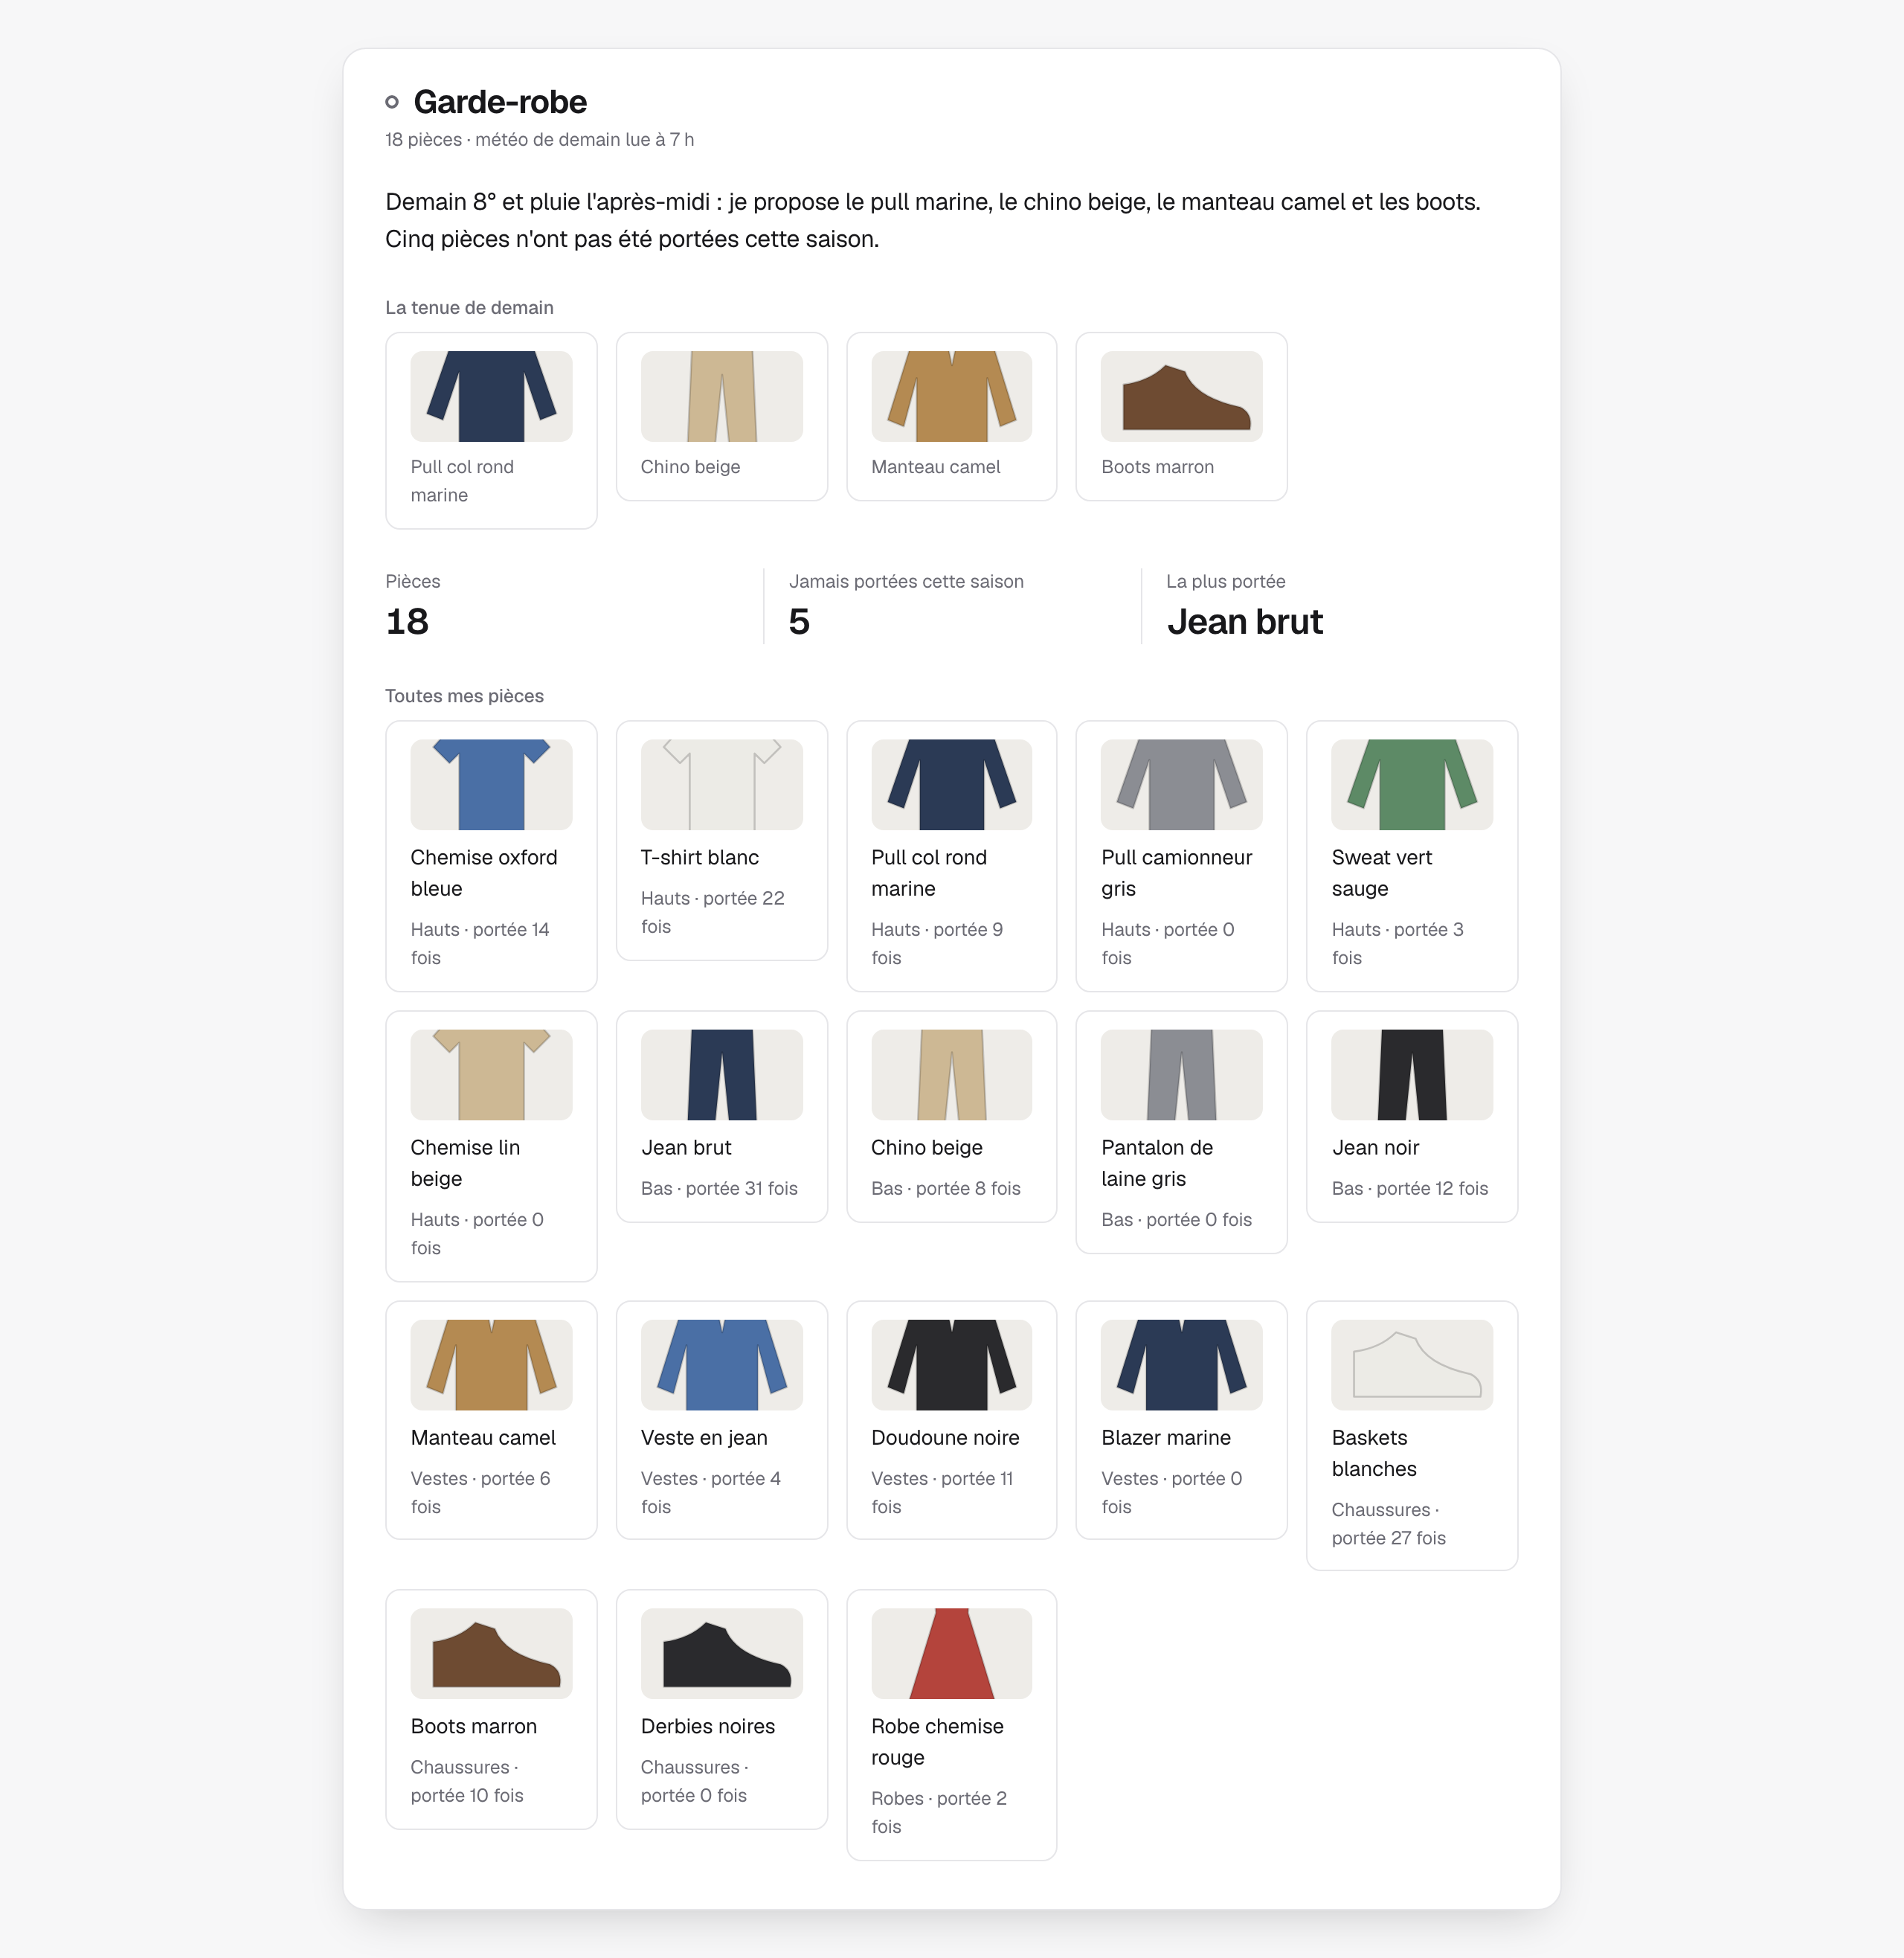 Garde-robe
18 pièces · météo de demain lue à 7 h
Demain 8° et pluie l'après-midi : je propose le pull marine, le chino beige, le manteau camel et les boots.
Cinq pièces n'ont pas été portées cette saison.
La tenue de demain
Pull col rond
marine
Chino beige
Manteau camel
Boots marron
Pièces
18
Jamais portées cette saison
5
La plus portée
Jean brut
Toutes mes pièces
Chemise oxford
bleue
Hauts · portée 14
fois
T-shirt blanc
Hauts · portée 22
fois
Pull col rond
marine
Hauts · portée 9
fois
Pull camionneur
gris
Hauts · portée 0
fois
Sweat vert
sauge
Hauts · portée 3
fois
Chemise lin
beige
Hauts · portée 0
fois
Jean brut
Bas · portée 31 fois
Chino beige
Bas · portée 8 fois
Pantalon de
laine gris
Bas · portée 0 fois
Jean noir
Bas · portée 12 fois
Manteau camel
Vestes · portée 6
fois
Veste en jean
Vestes · portée 4
fois
Doudoune noire
Vestes · portée 11
fois
Blazer marine
Vestes · portée 0
fois
Baskets
blanches
Chaussures ·
portée 27 fois
Boots marron
Chaussures ·
portée 10 fois
Derbies noires
Chaussures ·
portée 0 fois
Robe chemise
rouge
Robes · portée 2
fois